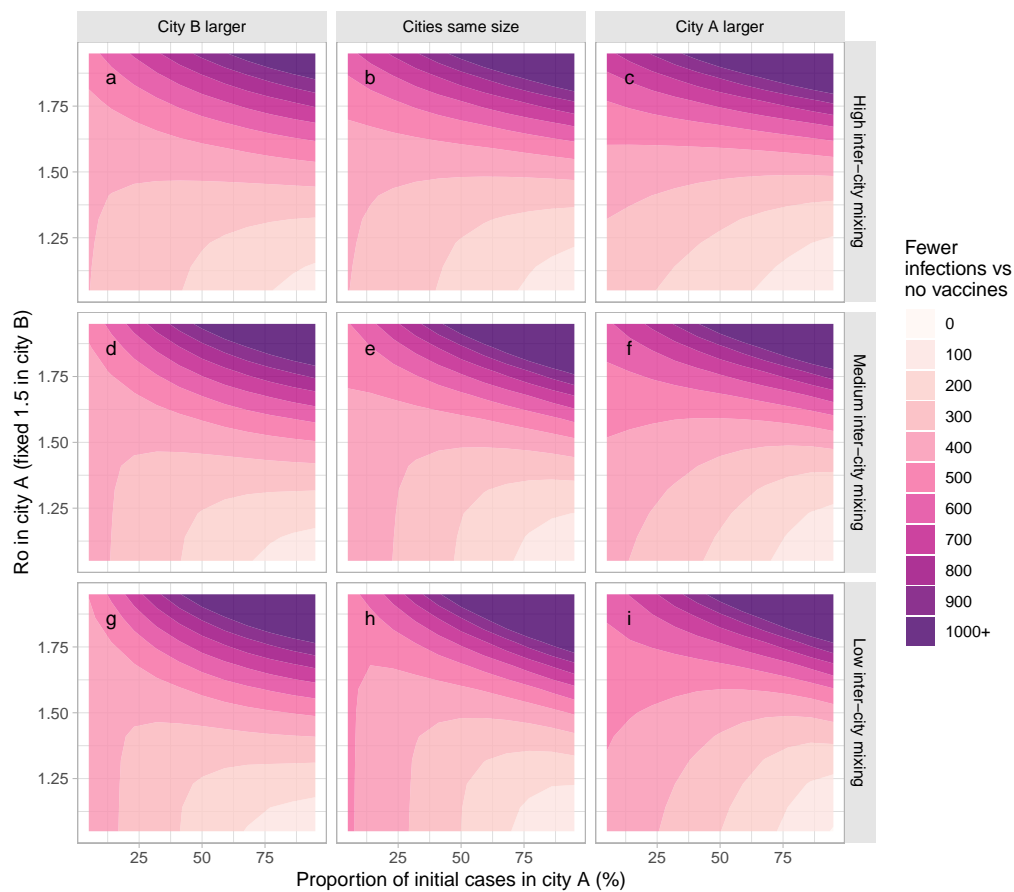 City B larger
Cities same size
City A larger
a
b
c
1.75
1.50
1.25
High inter-city mixing
d
e
f
1.75
1.50
1.25
Medium inter-city mixing
g
h
i
1.75
1.50
1.25
Low inter-city mixing
25
50
75
25
50
75
25
50
75
Proportion of initial cases in city A (%)
Ro in city A (fixed 1.5 in city B)
Fewer
infections vs
no vaccines
0
100
200
300
400
500
600
700
800
900
1000+